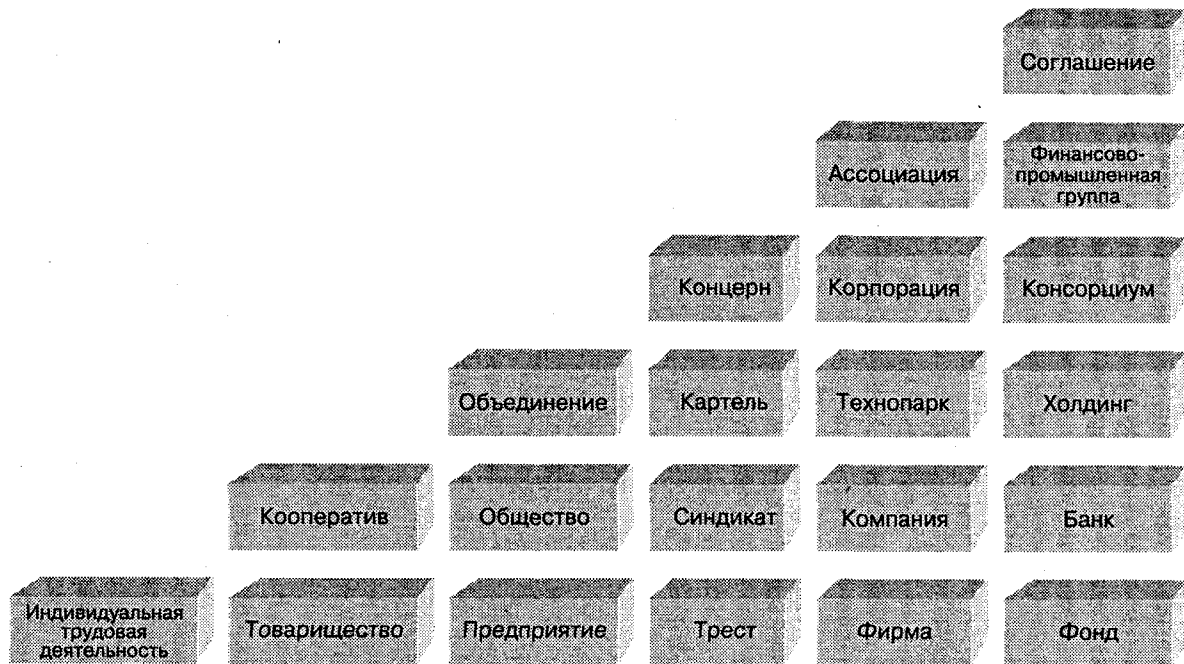 Соглашение
Ассоциация
Финансово-
промышленная
группа
Концерн
Корпорация
Консорциум
Объединение
Картель
Технопарк
Холдинг
Кооператив
Общество
Синдикат
Компания
Банк
Индивидуальная
трудовая
деятельность
Товарищество
Предприятие
Трест
Фирма
Фонд